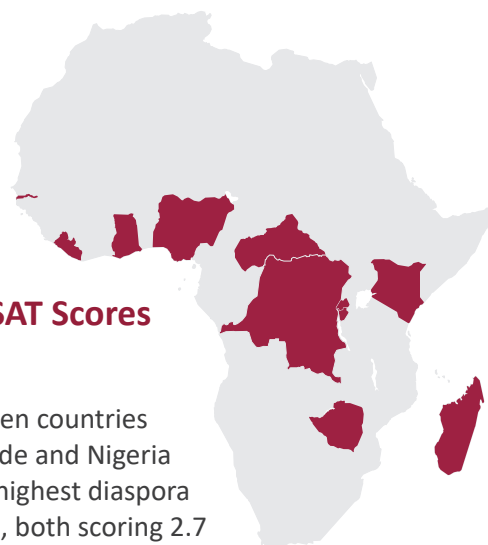 SAT Scores
en countries
de and Nigeria
highest diaspora
, both scoring 2.7